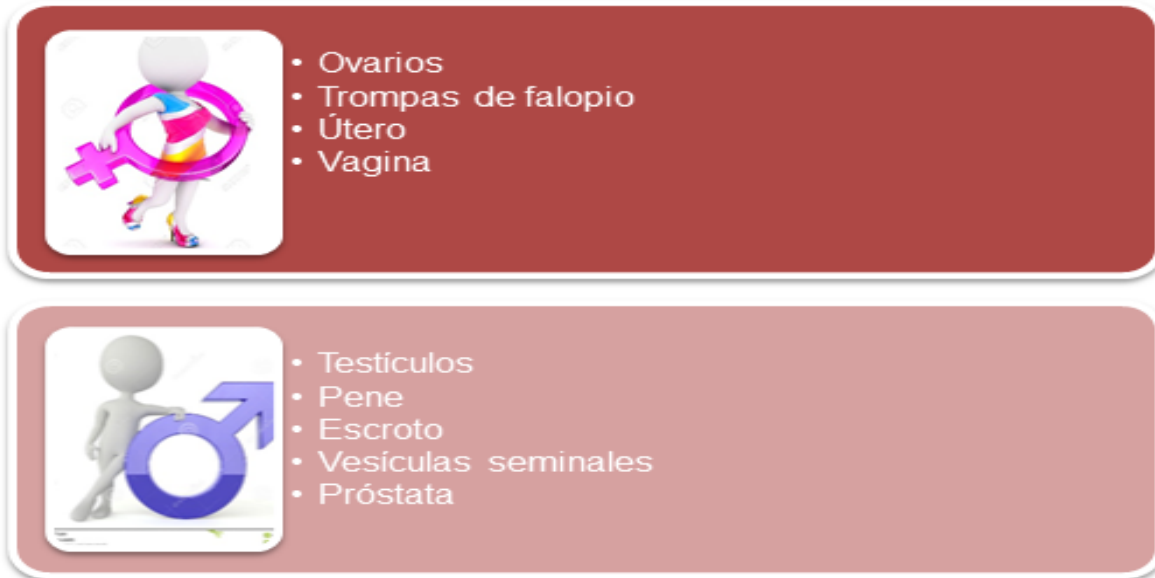 • Ovarios
• Trompas de falopio
• Útero
• Vagina
• Testículos
• Pene
• Escroto
• Vesículas seminales
• Próstata